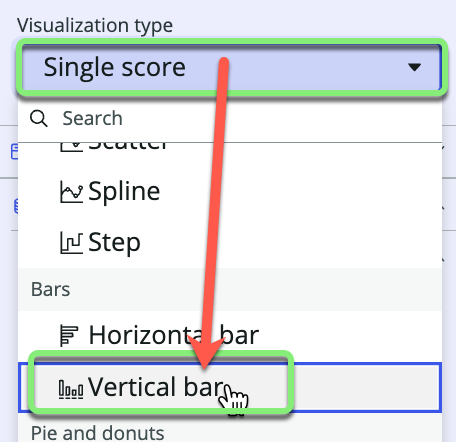 Visualization type
Single score
Search
Scatter
Spline
Step
Bars
Horizontal bar
Vertical bar
Pie and donuts